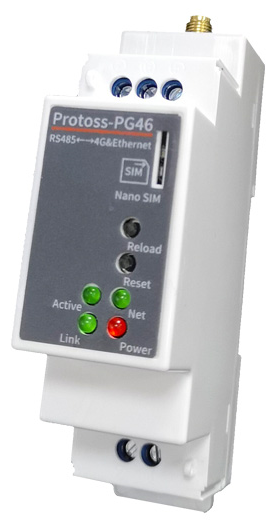 Protoss-PG46
RS485←→4G&Ethernet
SIM
Nano SIM
Reload
Reset
Active
Net
Link
Power